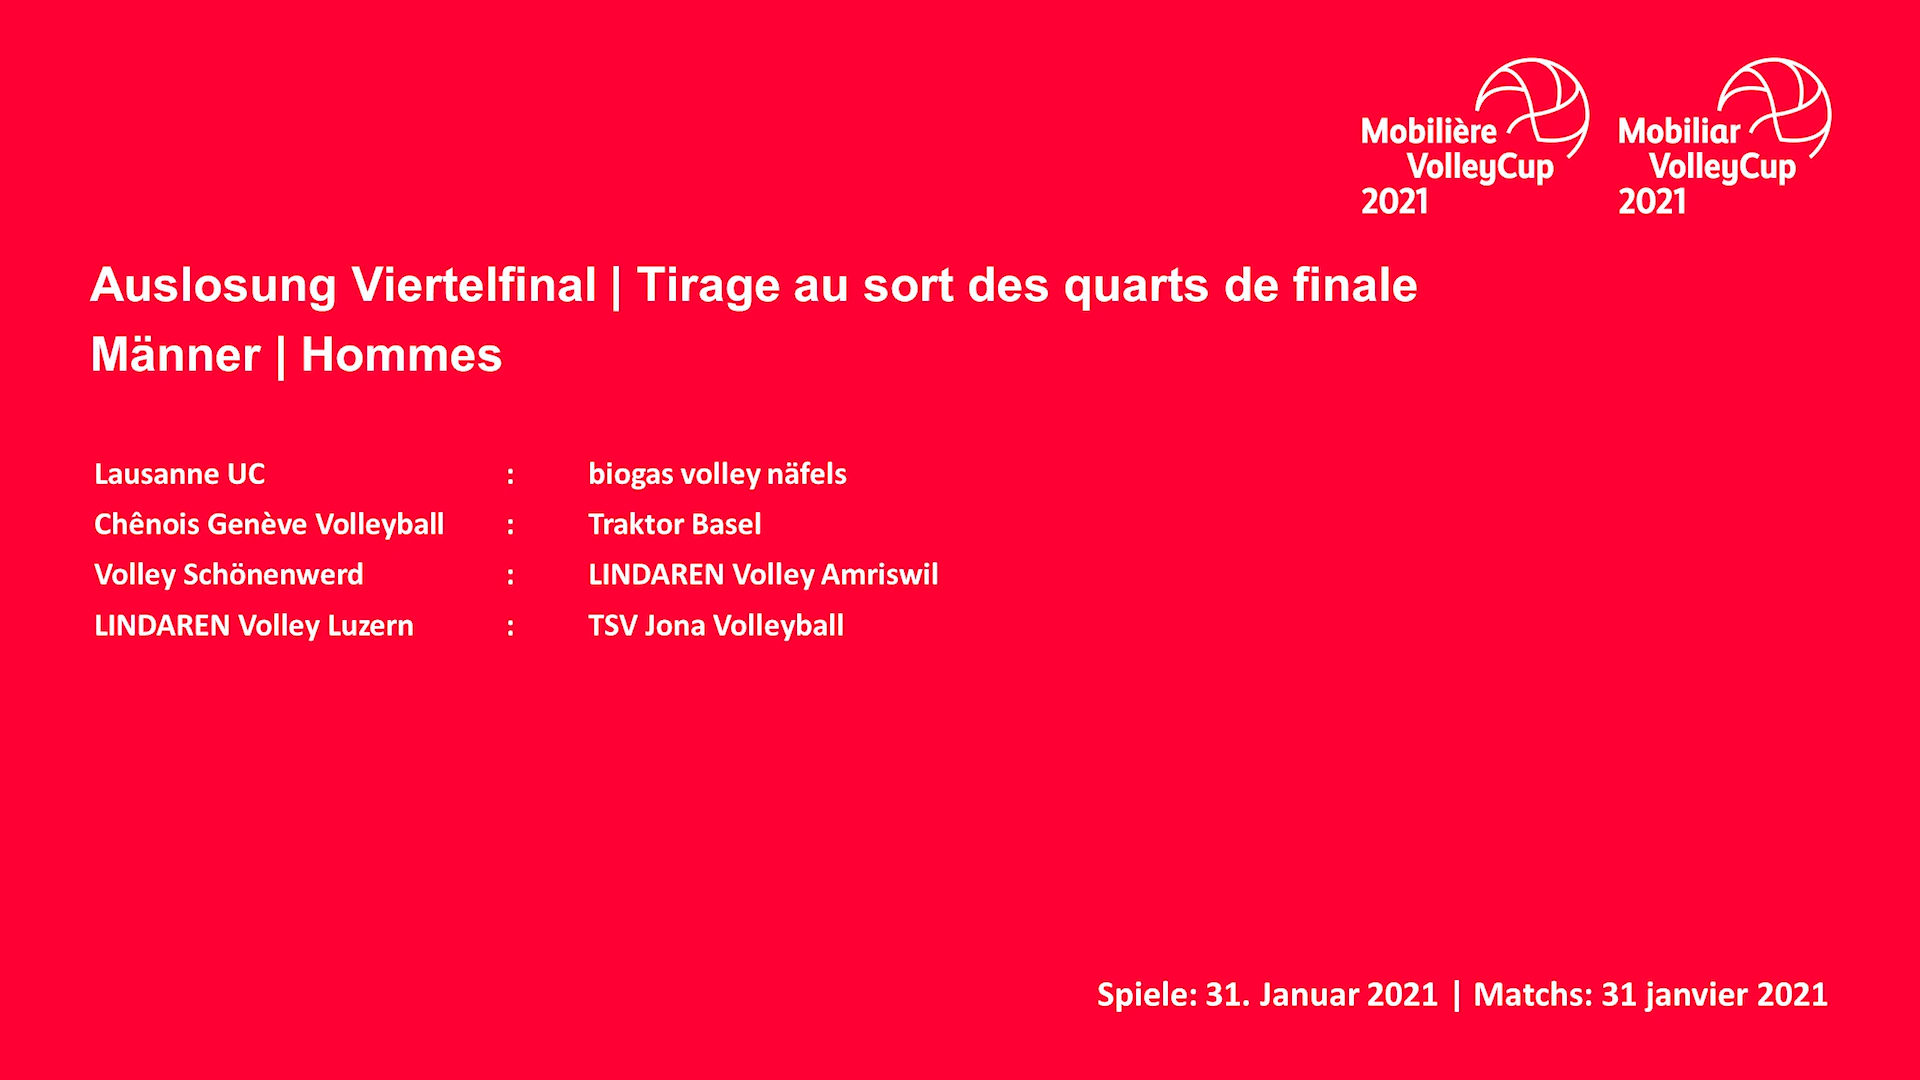 Mobilière
VolleyCup
2021
Mobiliar
VolleyCup
2021
Auslosung Viertelfinal | Tirage au sort des quarts de finale
Männer | Hommes
Lausanne UC : biogas volley näfels
Chênois Genève Volleyball : Traktor Basel
Volley Schönenwerd : LINDAREN Volley Amriswil
LINDAREN Volley Luzern : TSV Jona Volleyball
Spiele: 31. Januar 2021 | Matchs: 31 janvier 2021